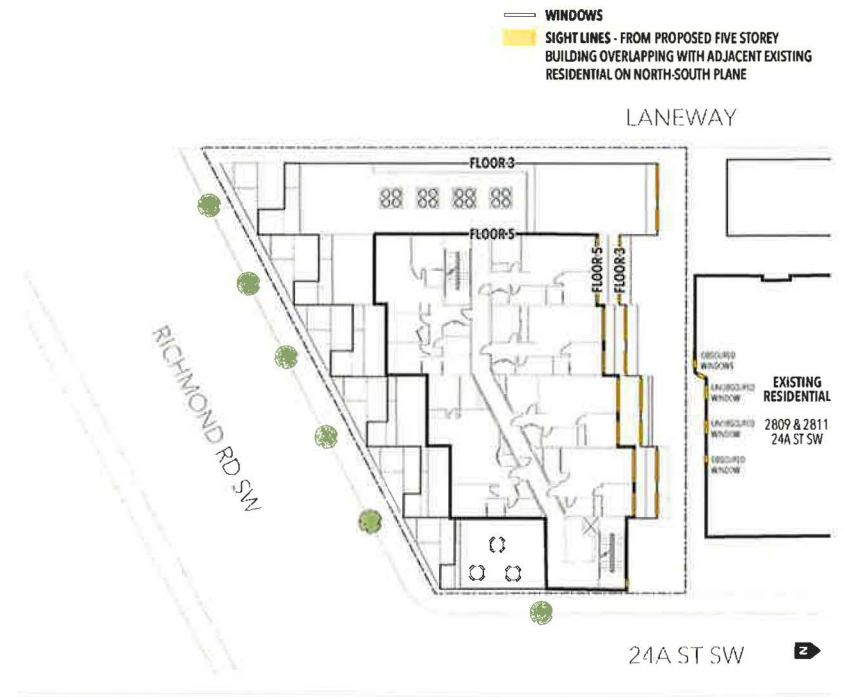 WINDOWS
SIGHT LINES - FROM PROPOSED FIVE STOREY
BUILDING OVERLAPPING WITH ADJACENT EXISTING
RESIDENTIAL ON NORTH-SOUTH PLANE
LANEWAY
FLOOR 3
FLOOR 5
FLOOR 5
FLOOR 3
RICHMOND RD SW
OBSCURED
WINDOWS
UNOBSCURED
WINDOW
UNOBSCURED
WINDOW
OBSCURED
WINDOW
EXISTING
RESIDENTIAL
2809 & 2811
24A ST SW
24A ST SW
Z